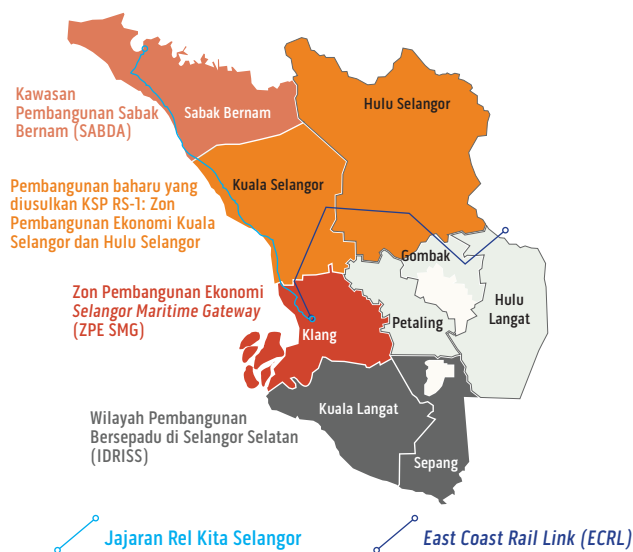 Kawasan
Pembangunan Sabak
Bernam (SABDA)
Sabak Bernam
Hulu Selangor
Pembangunan baharu yang
diusulkan KSP RS-1: Zon
Pembangunan Ekonomi Kuala
Selangor dan Hulu Selangor
Kuala Selangor
Gombak
Zon Pembangunan Ekonomi
Selangor Maritime Gateway
(ZPE SMG)
Klang
Petaling
Hulu
Langat
Wilayah Pembangunan
Bersepadu di Selangor Selatan
(IDRISS)
Kuala Langat
Sepang
Jajaran Rel Kita Selangor
East Coast Rail Link (ECRL)